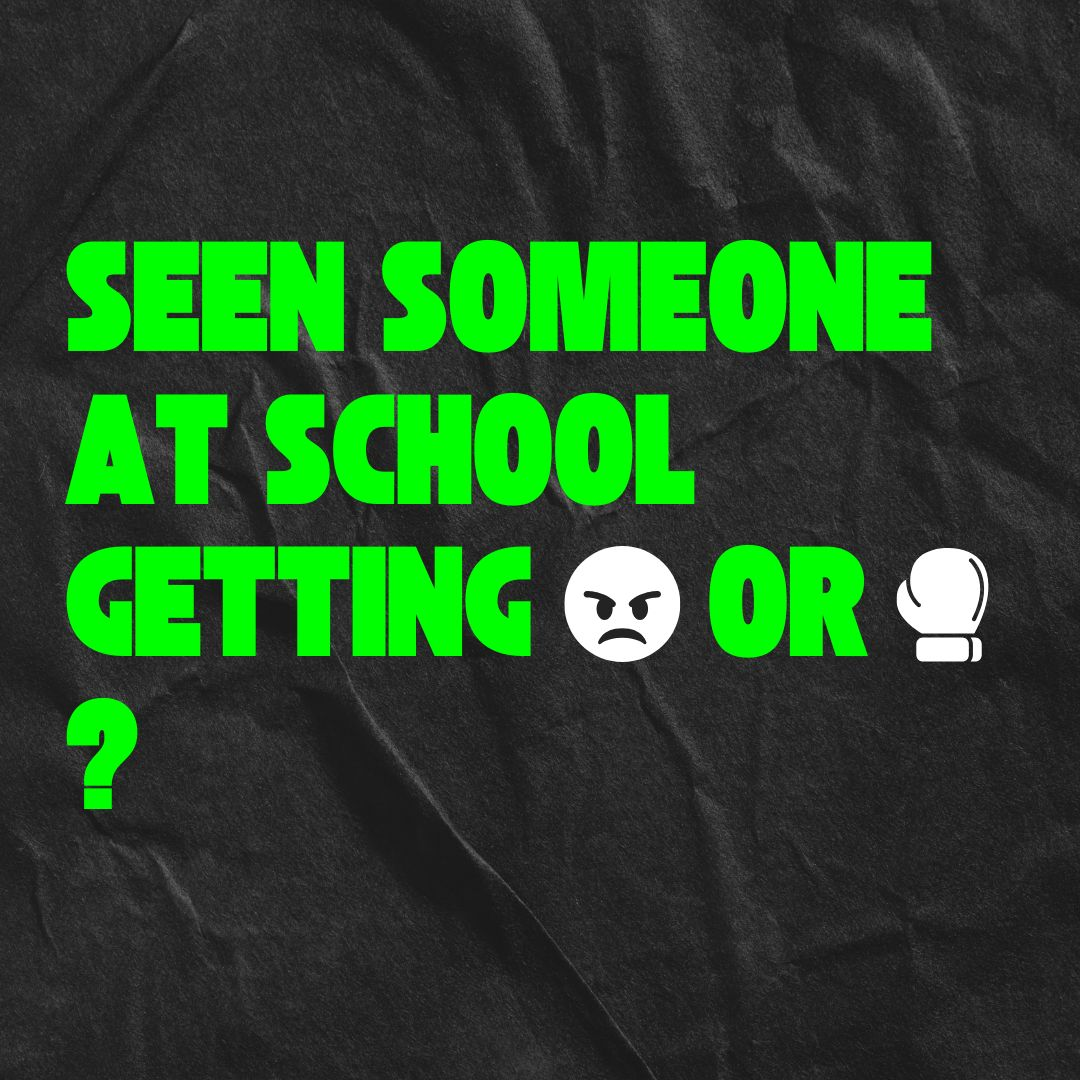 SEEN SOMEONE
AT SCHOOL
GETTING 😠 OR 🥊
?